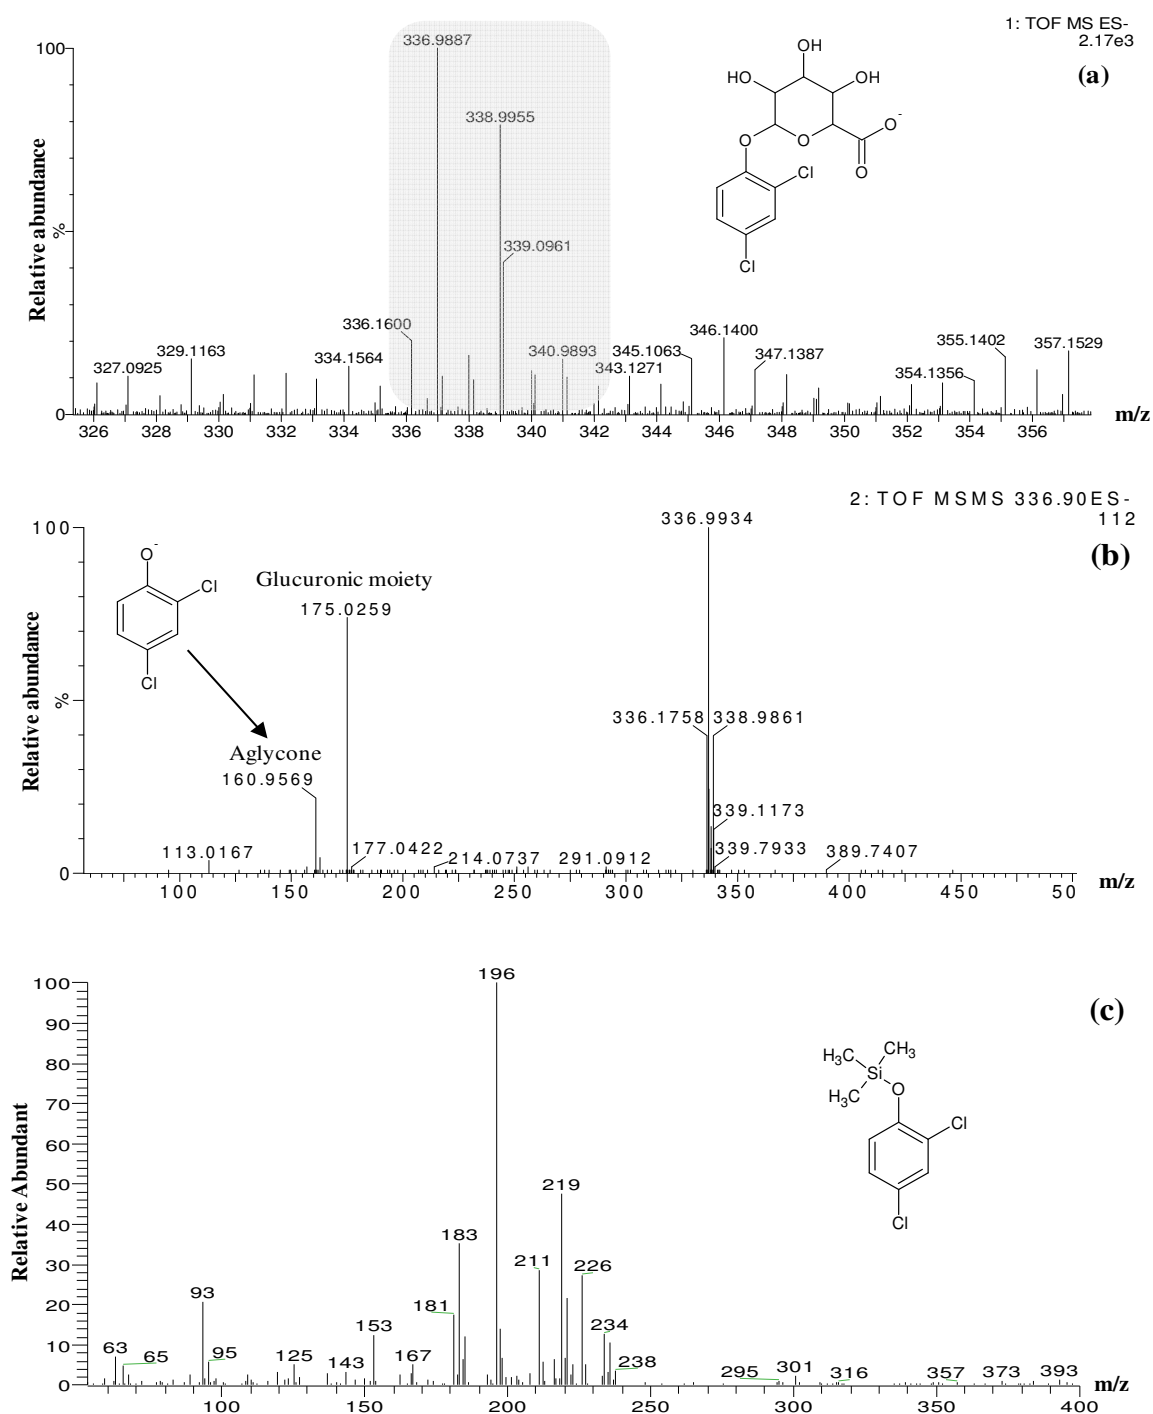 1: TOF MS ES-
2.17e3
(a)
100
336.9887
338.9955
339.0961
336.1600
327.0925
329.1163
334.1564
340.9893
343.1271
345.1063
346.1400
347.1387
354.1356
355.1402
357.1529
Relative abundance
%
0
326 328 330 332 334 336 338 340 342 344 346 348 350 352 354 356
m/z
OH
HO
OH
O
O
O-
O
Cl
Cl
2: TOF MSMS 336.90ES-
112
(b)
100
336.9934
O-
Cl
Cl
Glucuronic moiety
175.0259
Aglycone
160.9569
113.0167
177.0422
214.0737
291.0912
336.1758
338.9861
339.1173
339.7933
389.7407
Relative abundance
%
0
100 150 200 250 300 350 400 450 50
m/z
(c)
100
90
80
70
60
50
40
30
20
10
0
Relative Abundant
196
219
183
211
226
181
93
153
234
63
65
95
125
143
167
238
295
301
316
357
373
393
100 150 200 250 300 350 400
m/z
H3C
CH3
Si
H3C
O
Cl
Cl